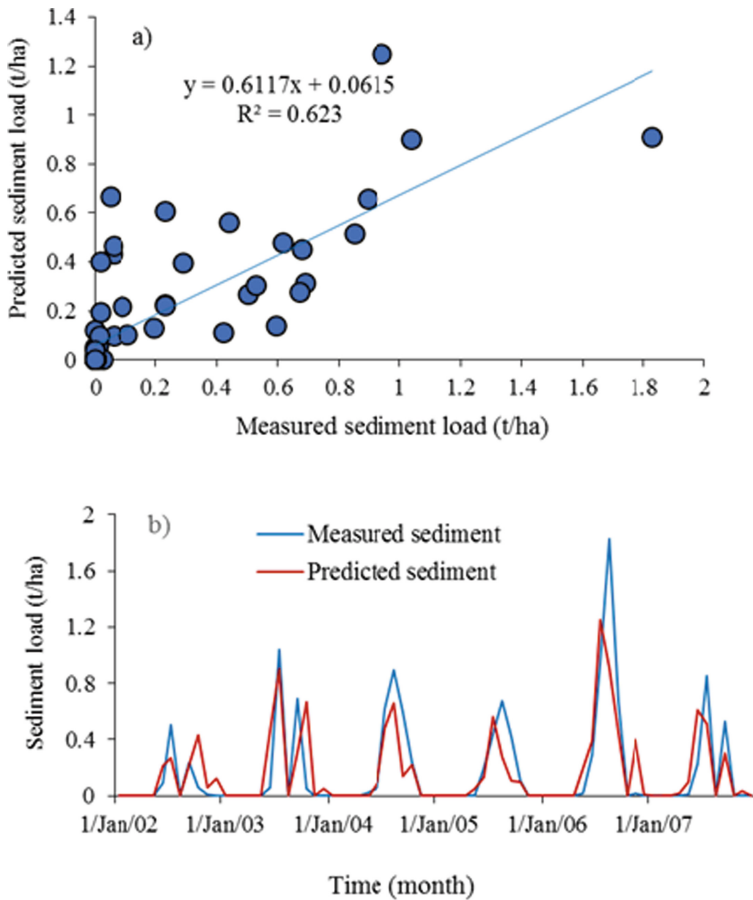 a)
y = 0.6117x + 0.0615
R² = 0.623
Predicted sediment load (t/ha)
1.4
1.2
1
0.8
0.6
0.4
0.2
0
0 0.2 0.4 0.6 0.8 1 1.2 1.4 1.6 1.8 2
Measured sediment load (t/ha)
b)
Measured sediment
Predicted sediment
Sediment load (t/ha)
2
1.6
1.2
0.8
0.4
0
1/Jan/02 1/Jan/03 1/Jan/04 1/Jan/05 1/Jan/06 1/Jan/07
Time (month)